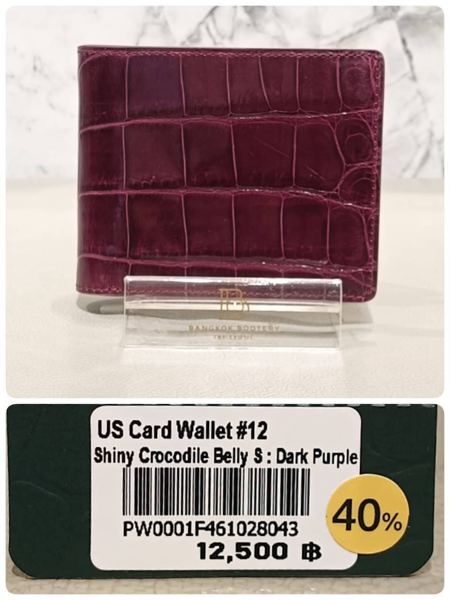 BANGKOK BOOTERY
US Card Wallet #12
Shiny Crocodile Belly S : Dark Purple
PW0001F461028043
12,500 ฿
40%